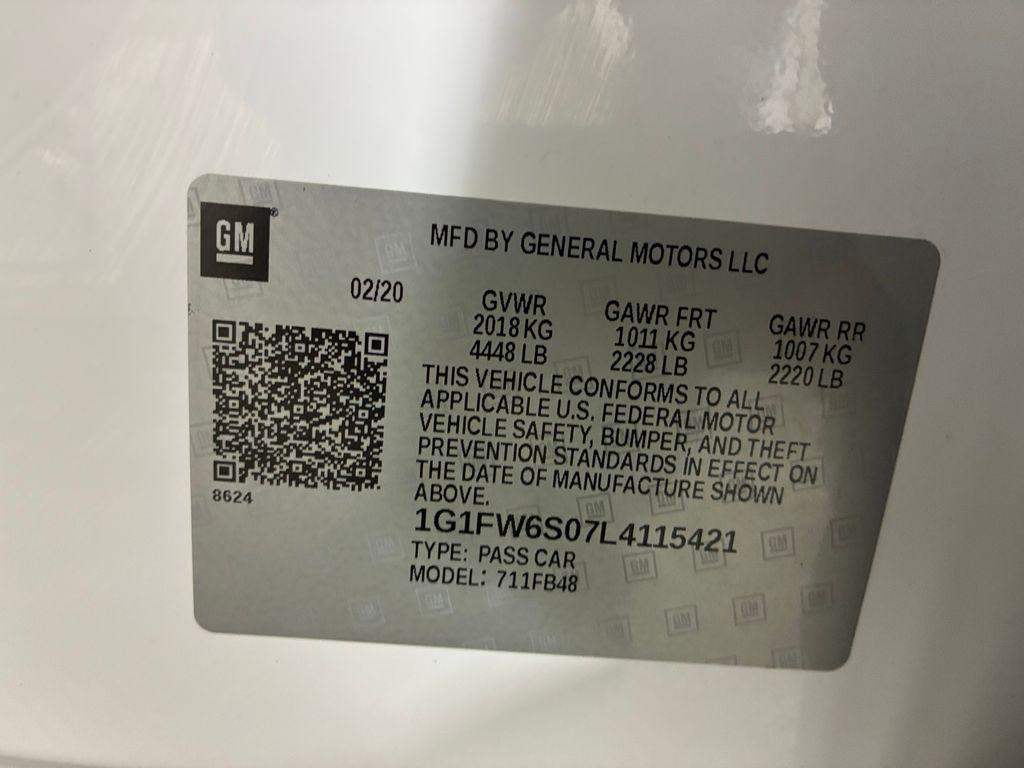 GM
MFD BY GENERAL MOTORS LLC
02/20
GVWR
2018 KG
4448 LB
GAWR FRT
1011 KG
2228 LB
GAWR RR
1007 KG
2220 LB
THIS VEHICLE CONFORMS TO ALL
APPLICABLE U.S. FEDERAL MOTOR
VEHICLE SAFETY, BUMPER, AND THEFT
PREVENTION STANDARDS IN EFFECT ON
THE DATE OF MANUFACTURE SHOWN
ABOVE.
8624
1G1FW6S07L4115421
TYPE: PASS CAR
MODEL: 711FB48